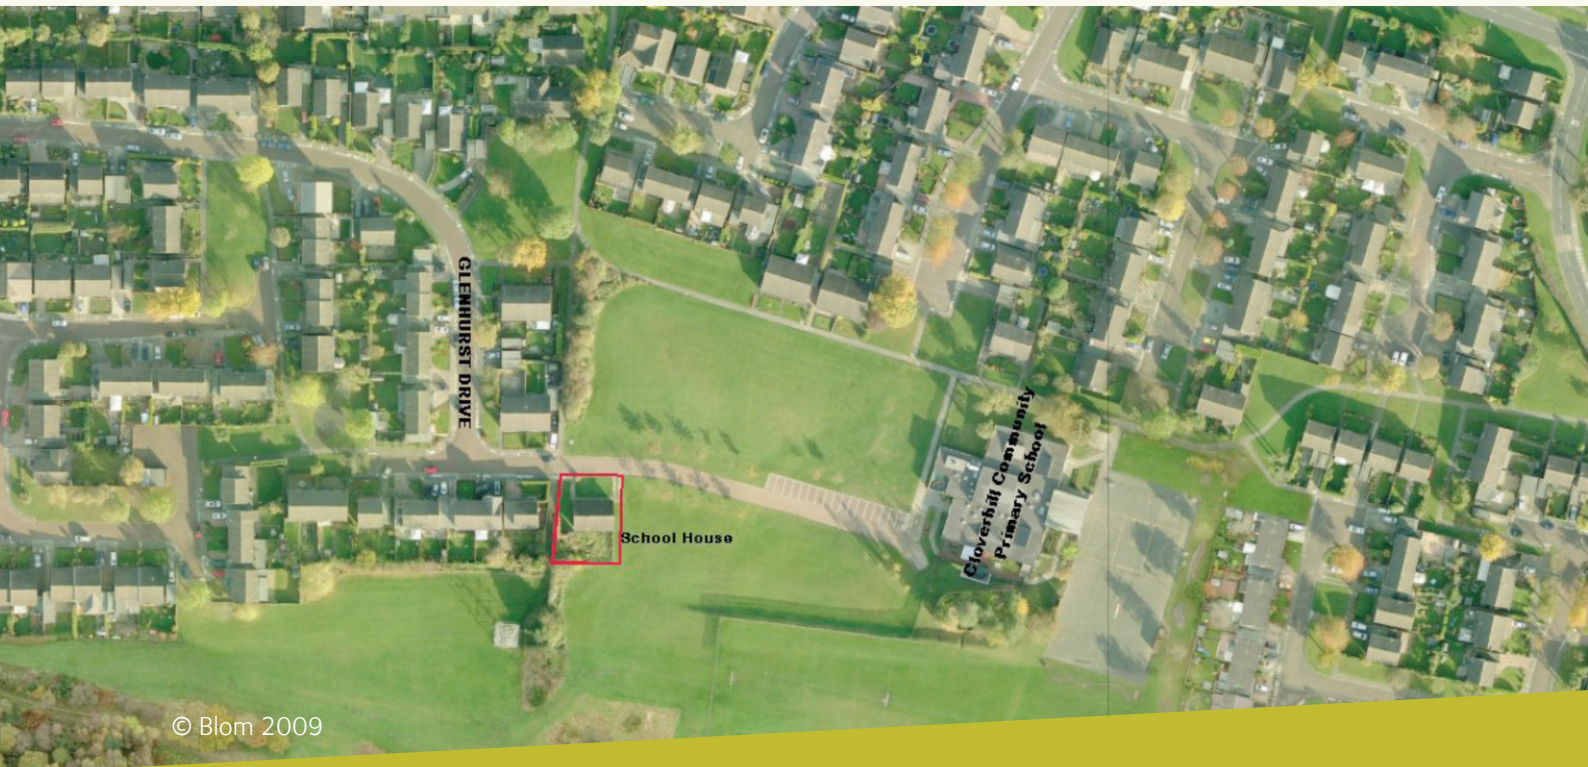 GLENHURST DRIVE
School House
Cloverhill Community
Primary School
© Blom 2009